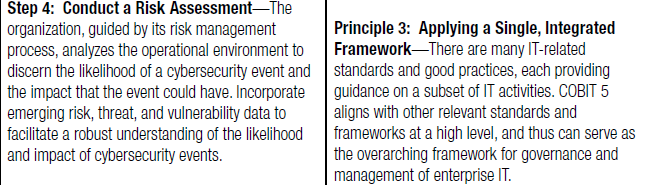 Step 4: Conduct a Risk Assessment—The
organization, guided by its risk management
process, analyzes the operational environment to
discern the likelihood of a cybersecurity event and
the impact that the event could have. Incorporate
emerging risk, threat, and vulnerability data to
facilitate a robust understanding of the likelihood
and impact of cybersecurity events.
Principle 3: Applying a Single, Integrated
Framework—There are many IT-related
standards and good practices, each providing
guidance on a subset of IT activities. COBIT 5
aligns with other relevant standards and
frameworks at a high level, and thus can serve as
the overarching framework for governance and
management of enterprise IT.